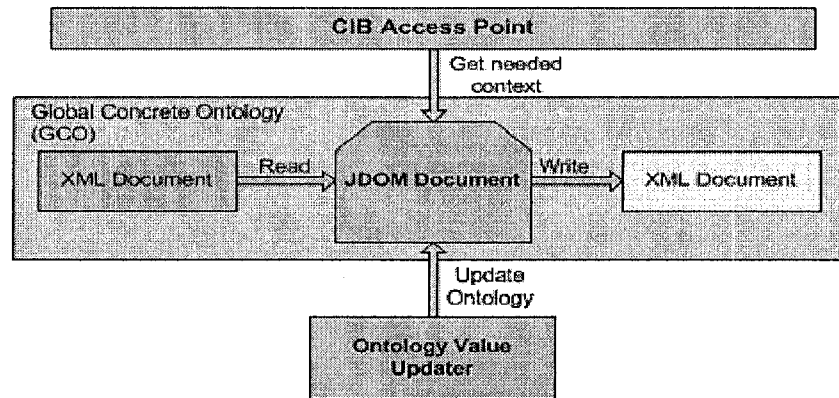 CIB Access Point
Get needed
context
Global Concrete Ontology
(GCO)
XML Document
Read
JDOM Document
Write
XML Document
Update
Ontology
Ontology Value
Updater